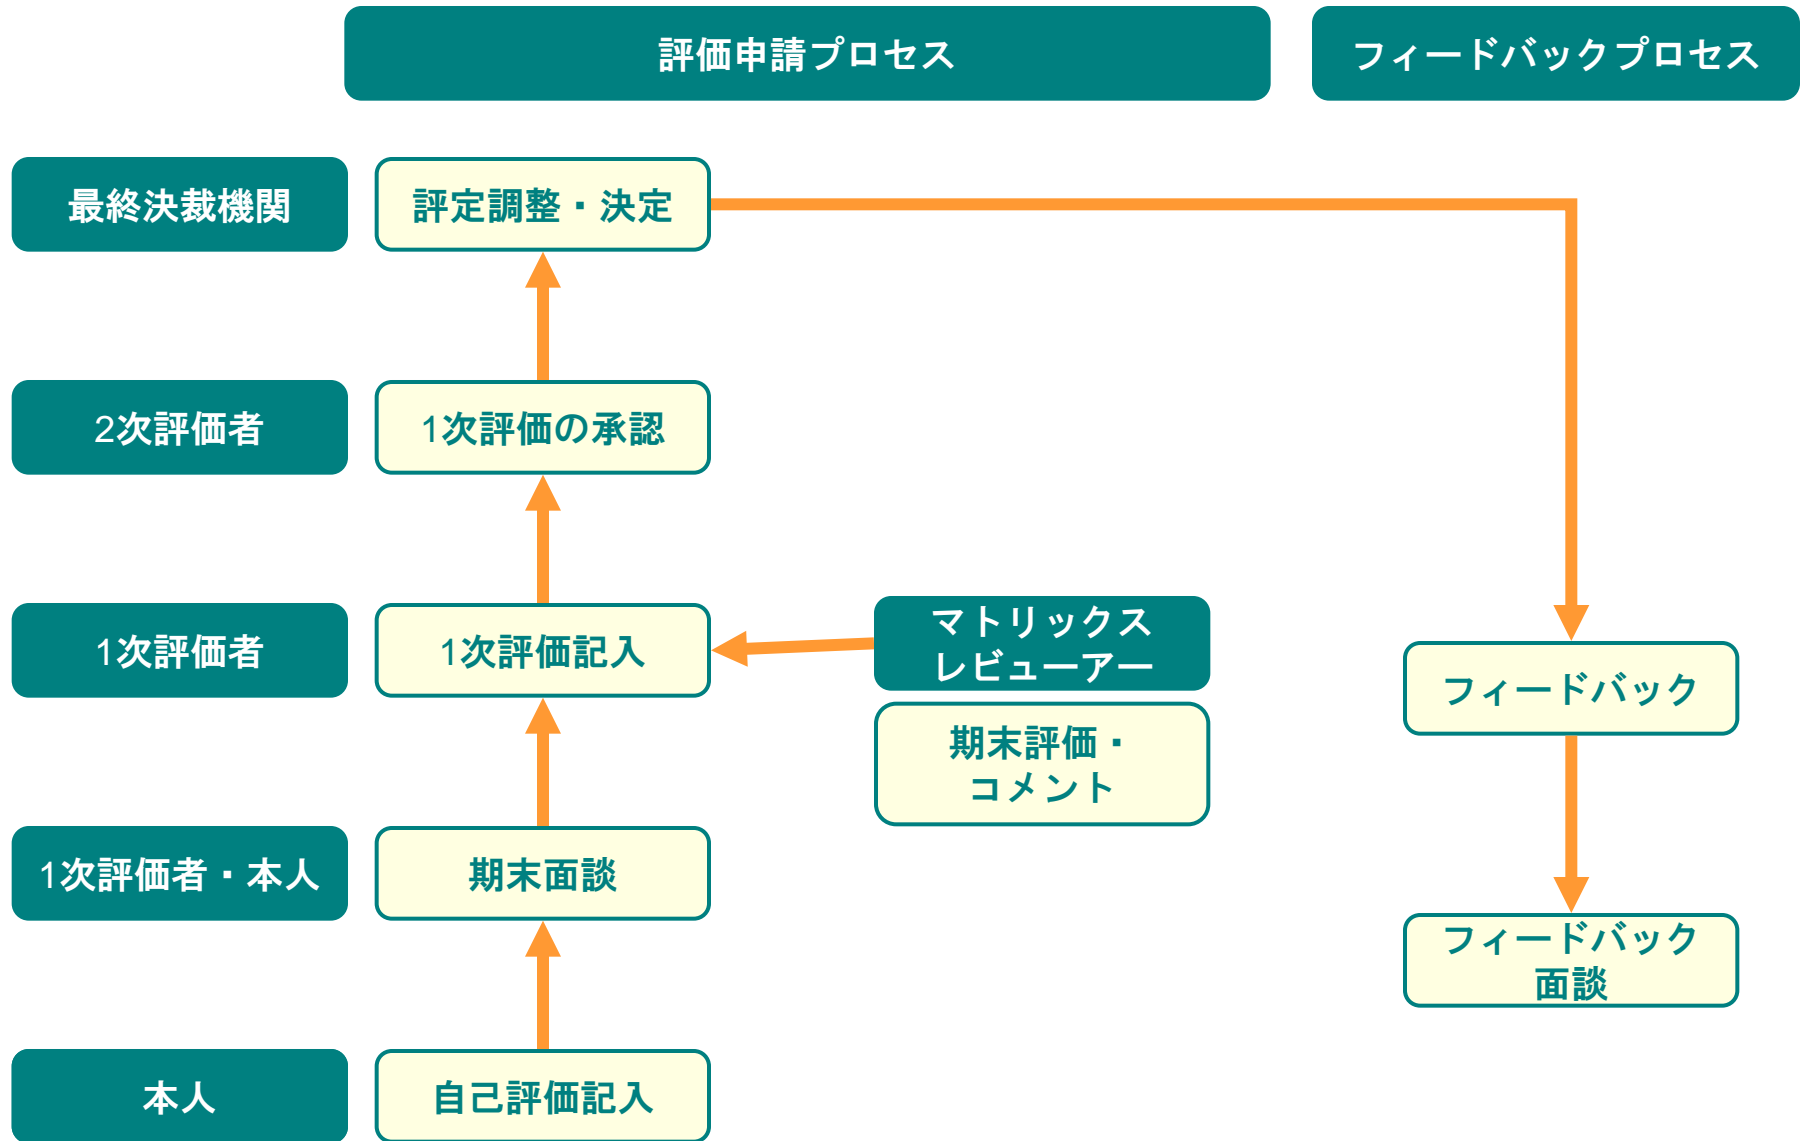 評価申請プロセス
フィードバックプロセス
最終決裁機関
評定調整・決定
2次評価者
1次評価の承認
1次評価者
1次評価記入
マトリックス
レビューアー
期末評価・
コメント
フィードバック
1次評価者・本人
期末面談
フィードバック
面談
本人
自己評価記入